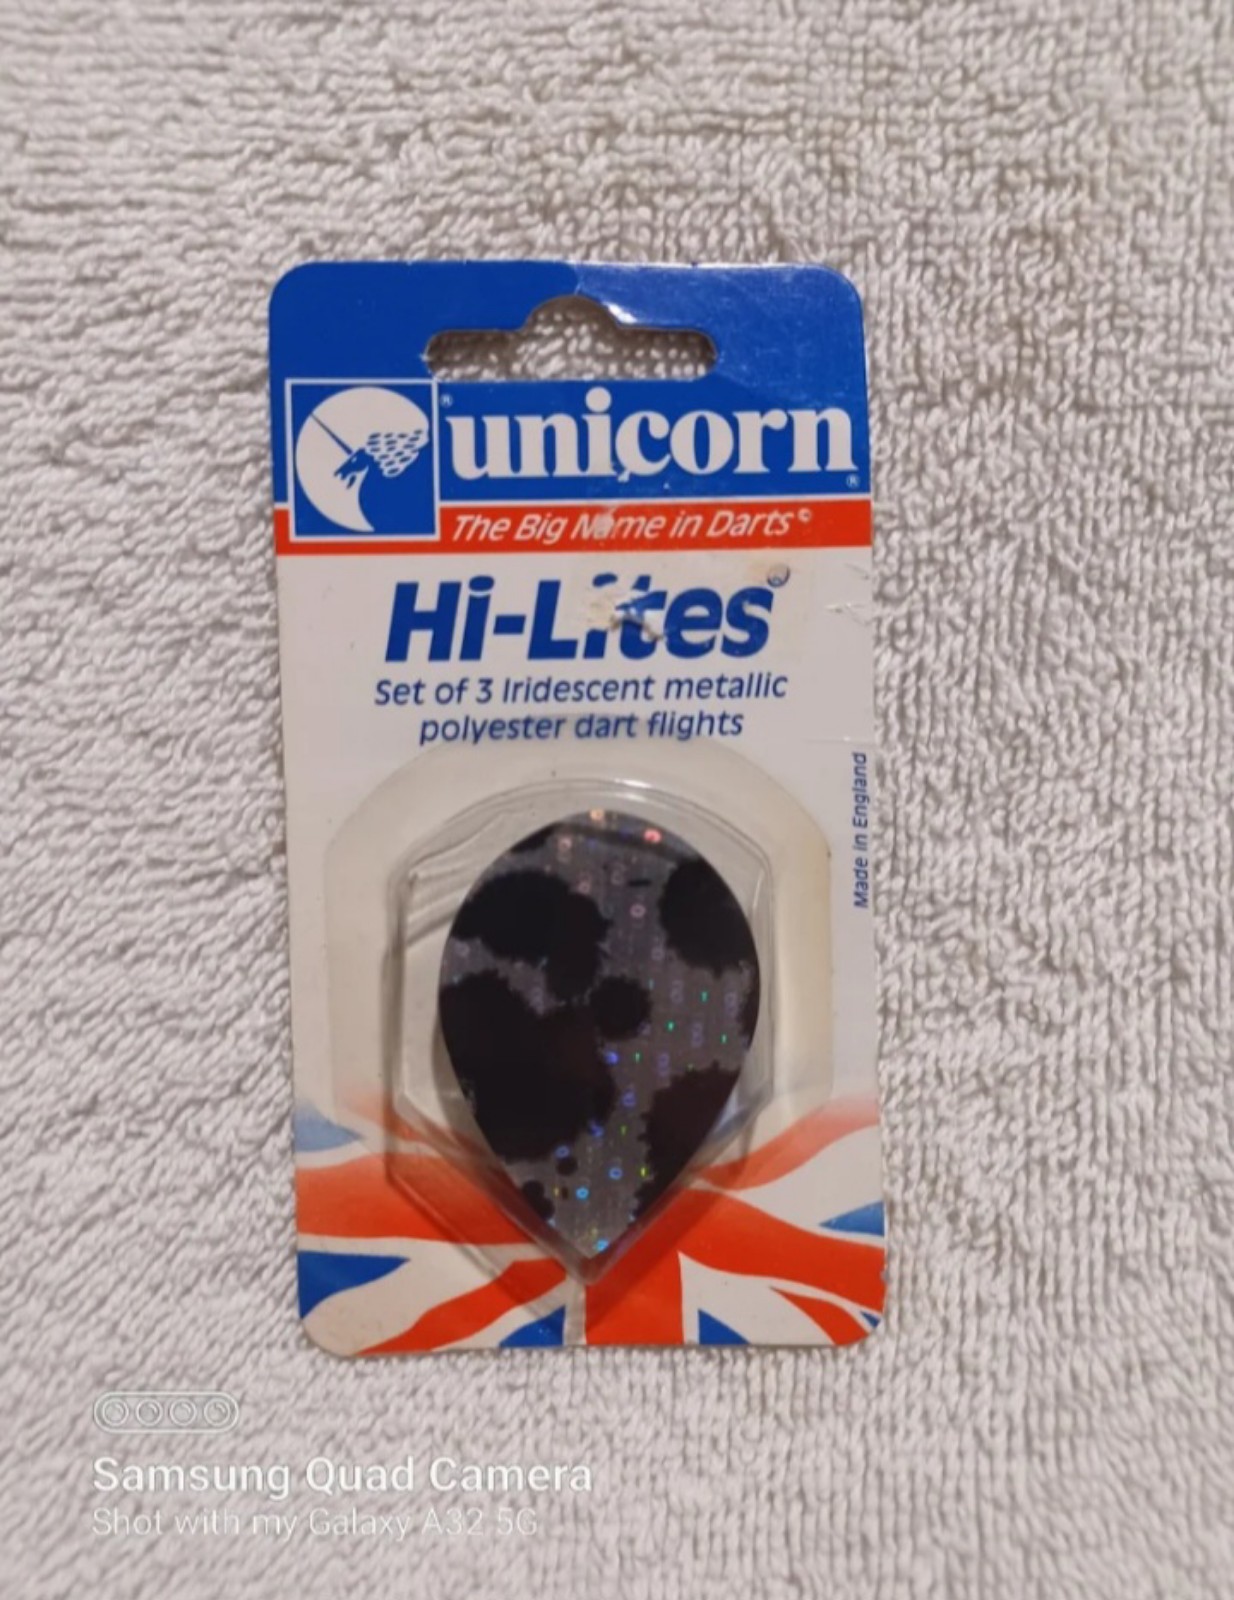 unicorn®
®
The Big Name in Darts©
Hi-Lites®
Set of 3 Iridescent metallic
polyester dart flights
Made in England
Samsung Quad Camera
Shot with my Galaxy A32 5G